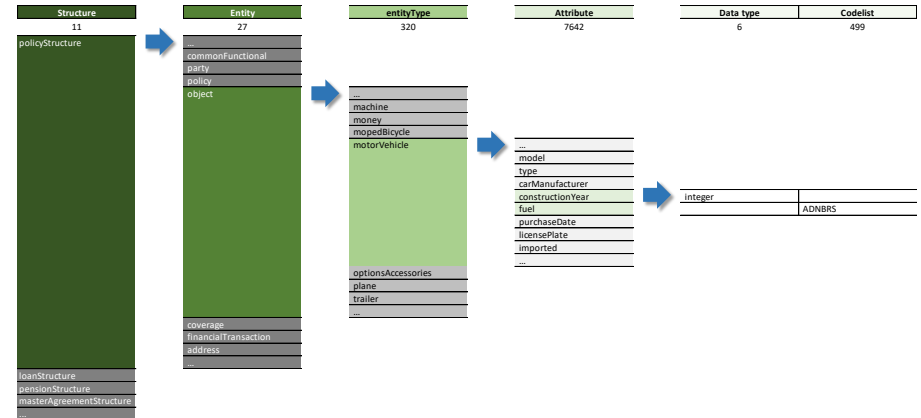 Structure Entity entityType Attribute Data type Codelist
11 27 320 7642 6 499
policyStructure
...
commonFunctional
party
policy
object
...
machine
money
mopedBicycle
motorVehicle
...
model
type
carManufacturer
constructionYear
integer
fuel
ADNBRS
purchaseDate
licensePlate
imported
...
optionsAccessories
plane
trailer
...
coverage
financialTransaction
address
...
loanStructure
pensionStructure
masterAgreementStructure
...